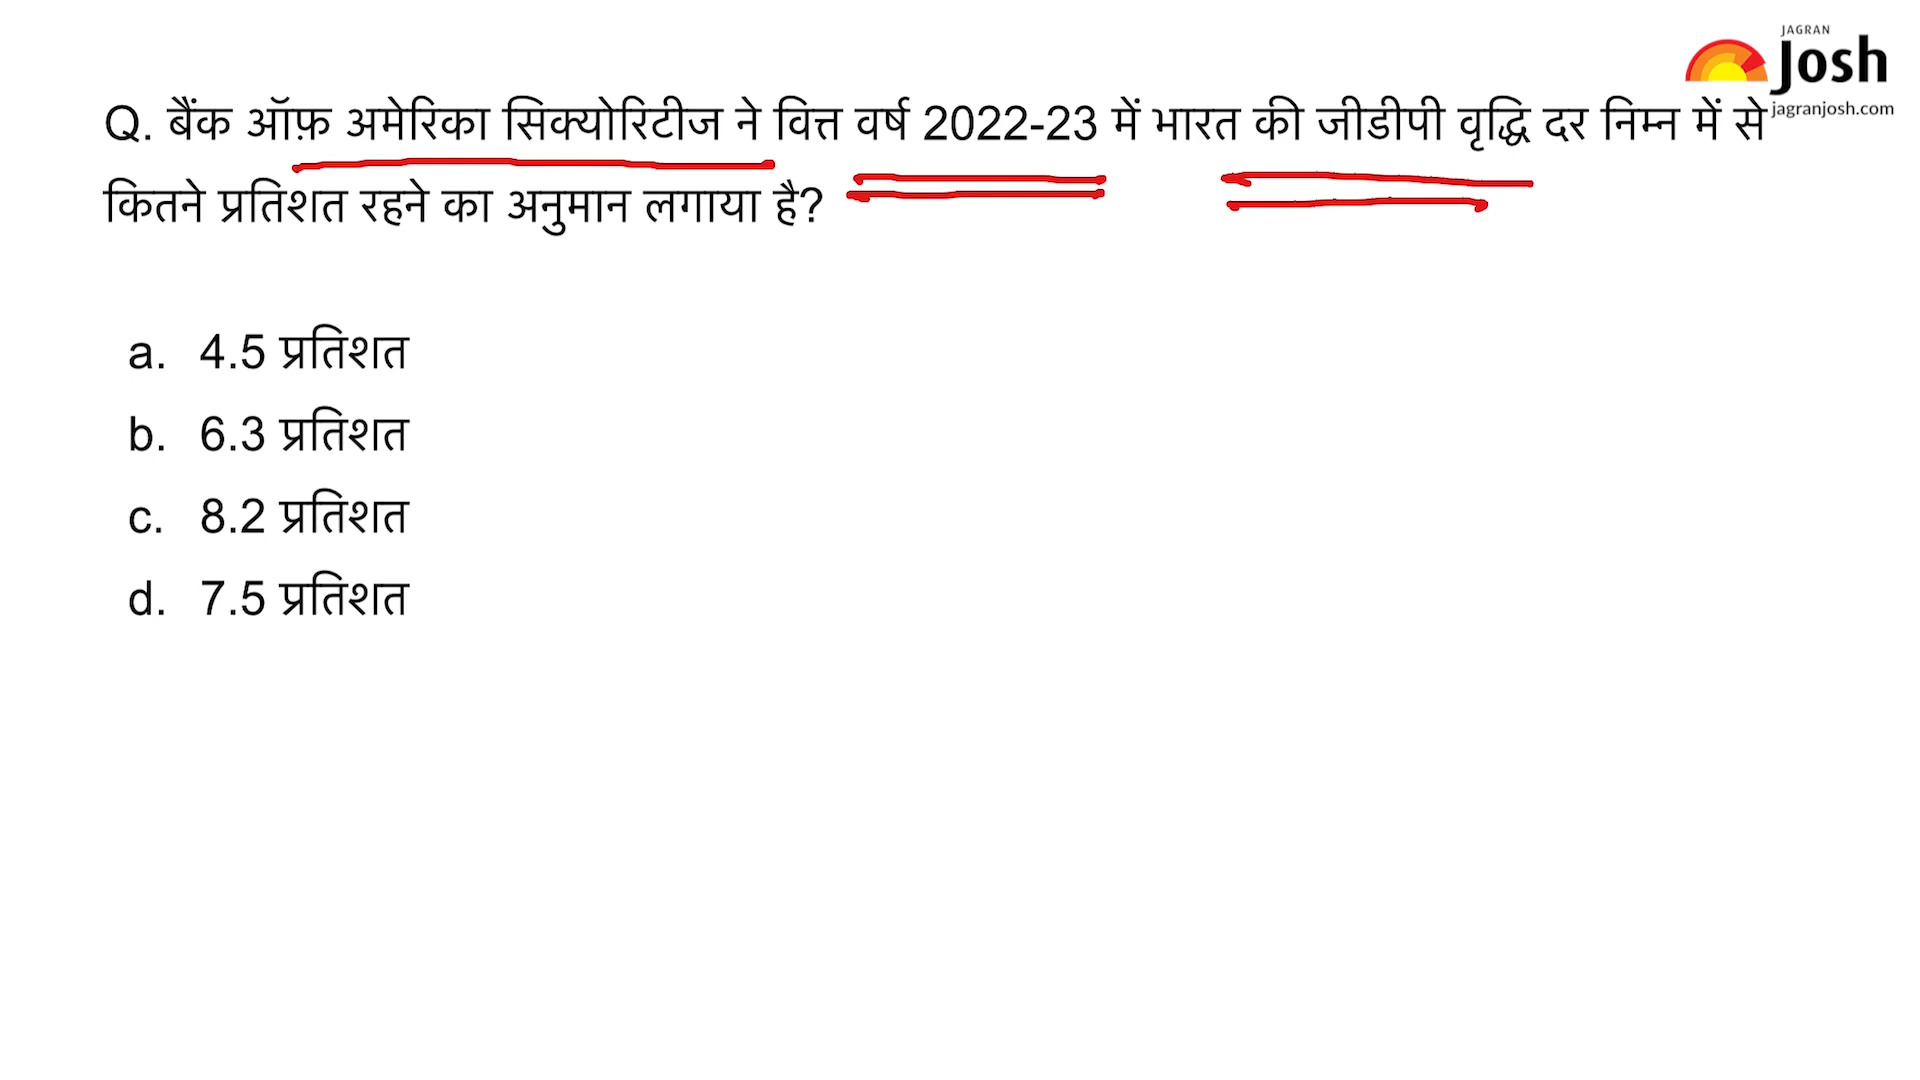 JAGRAN
Josh
jagranjosh.com
Q. बैंक ऑफ़ अमेरिका सिक्योरिटीज ने वित्त वर्ष 2022-23 में भारत की जीडीपी वृद्धि दर निम्न में से
कितने प्रतिशत रहने का अनुमान लगाया है?
a. 4.5 प्रतिशत
b. 6.3 प्रतिशत
c. 8.2 प्रतिशत
d. 7.5 प्रतिशत